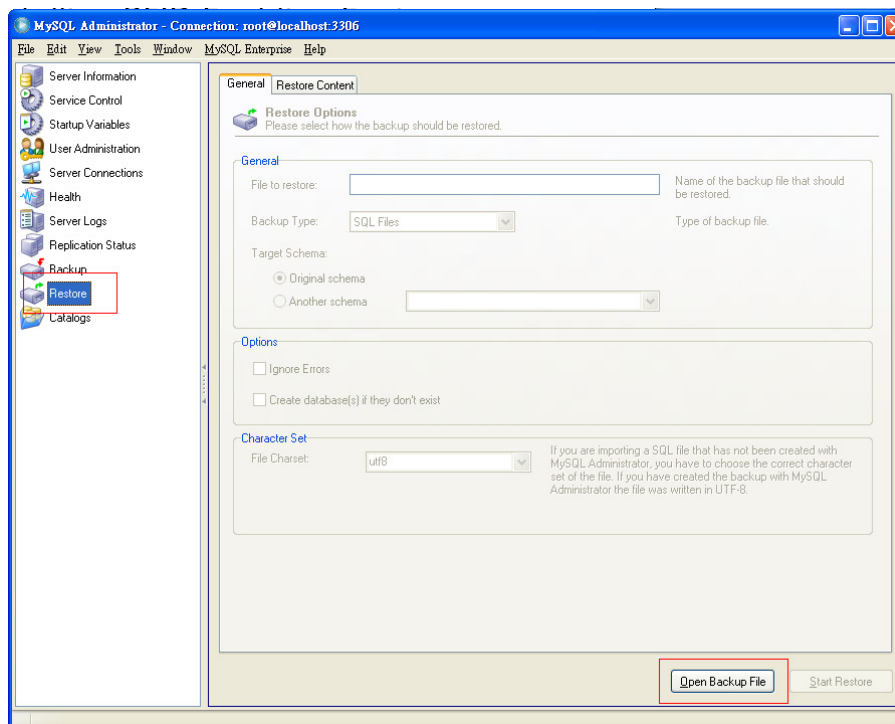 MySQL Administrator - Connection: root@localhost:3306
File Edit View Tools Window MySQL Enterprise Help
Server Information
Service Control
Startup Variables
User Administration
Server Connections
Health
Server Logs
Replication Status
Backup
Restore
Catalogs
General Restore Content
Restore Options
Please select how the backup should be restored.
General
File to restore:
Name of the backup file that should
be restored.
Backup Type: SQL Files Type of backup file.
Target Schema:
Original schema
Another schema
Options
Ignore Errors
Create database(s) if they don't exist
Character Set
File Charset: utf8
If you are importing a SQL file that has not been created with
MySQL Administrator, you have to choose the correct character
set of the file. If you have created the backup with MySQL
Administrator the file was written in UTF-8.
Open Backup File Start Restore